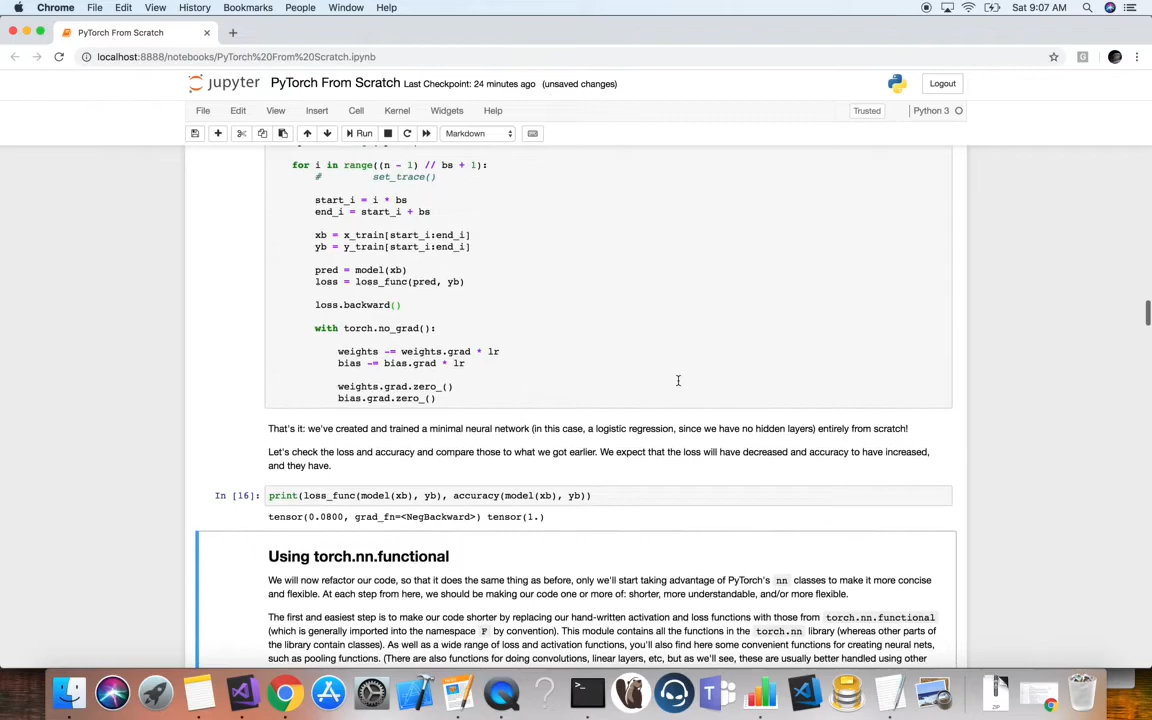 Chrome File Edit View History Bookmarks People Window Help Sat 9:07 AM
PyTorch From Scratch
localhost:8888/notebooks/PyTorch%20From%20Scratch.ipynb
jupyter PyTorch From Scratch Last Checkpoint: 24 minutes ago (unsaved changes) Logout
File Edit View Insert Cell Kernel Widgets Help Trusted Python 3
Run Markdown
for i in range((n - 1) // bs + 1):
# set_trace()
start_i = i * bs
end_i = start_i + bs
xb = x_train[start_i:end_i]
yb = y_train[start_i:end_i]
pred = model(xb)
loss = loss_func(pred, yb)
loss.backward()
with torch.no_grad():
weights -= weights.grad * lr
bias -= bias.grad * lr
weights.grad.zero_()
bias.grad.zero_()
That's it: we've created and trained a minimal neural network (in this case, a logistic regression, since we have no hidden layers) entirely from scratch!
Let's check the loss and accuracy and compare those to what we got earlier. We expect that the loss will have decreased and accuracy to have increased,
and they have.
In [16]: print(loss_func(model(xb), yb), accuracy(model(xb), yb))
tensor(0.0800, grad_fn=<NegBackward>) tensor(1.)
Using torch.nn.functional
We will now refactor our code, so that it does the same thing as before, only we'll start taking advantage of PyTorch's nn classes to make it more concise
and flexible. At each step from here, we should be making our code one or more of: shorter, more understandable, and/or more flexible.
The first and easiest step is to make our code shorter by replacing our hand-written activation and loss functions with those from torch.nn.functional
(which is generally imported into the namespace F by convention). This module contains all the functions in the torch.nn library (whereas other parts of
the library contain classes). As well as a wide range of loss and activation functions, you'll also find here some convenient functions for creating neural nets,
such as pooling functions. (There are also functions for doing convolutions, linear layers, etc, but as we'll see, these are usually better handled using other